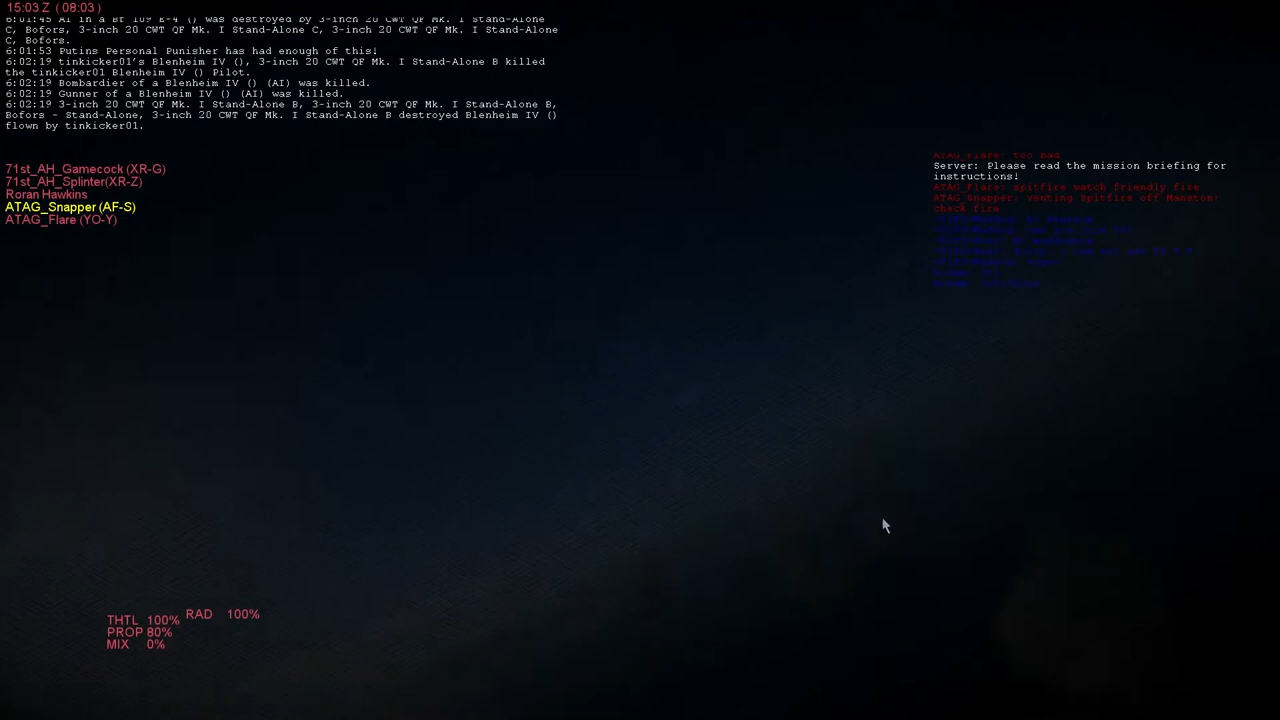 15:03 Z ( 08:03 )
6:01:45 AI in a Bf 109 E-4 () was destroyed by 3-inch 20 CWT QF Mk. I Stand-Alone
C, Bofors, 3-inch 20 CWT QF Mk. I Stand-Alone C, 3-inch 20 CWT QF Mk. I Stand-Alone
C, Bofors.
6:01:53 Putins Personal Punisher has had enough of this!
6:02:19 tinkicker01's Blenheim IV (), 3-inch 20 CWT QF Mk. I Stand-Alone B killed
the tinkicker01 Blenheim IV () Pilot.
6:02:19 Bombardier of a Blenheim IV () (AI) was killed.
6:02:19 Gunner of a Blenheim IV () (AI) was killed.
6:02:19 3-inch 20 CWT QF Mk. I Stand-Alone B, 3-inch 20 CWT QF Mk. I Stand-Alone B,
Bofors - Stand-Alone, 3-inch 20 CWT QF Mk. I Stand-Alone B destroyed Blenheim IV ()
flown by tinkicker01.
71st_AH_Gamecock (XR-G)
71st_AH_Splinter(XR-Z)
Roran Hawkins
ATAG_Snapper (AF-S)
ATAG_Flare (YO-Y)
ATAG_Flare: too bad
Server: Please read the mission briefing for
instructions!
ATAG_Flare: spitfire watch friendly fire
ATAG_Snapper: Venting Spitfire off Manston!
check fire
THTL 100% RAD 100%
PROP 80%
MIX 0%